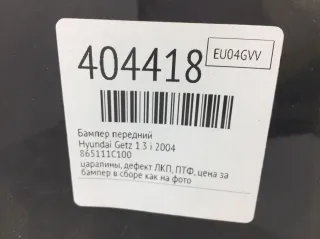 404418
EU04GVV
Бампер передний
Hyundai Getz 1.3 i 2004
865111C100
царапины, дефект ЛКП, ПТФ, цена за
бампер в сборе как на фото